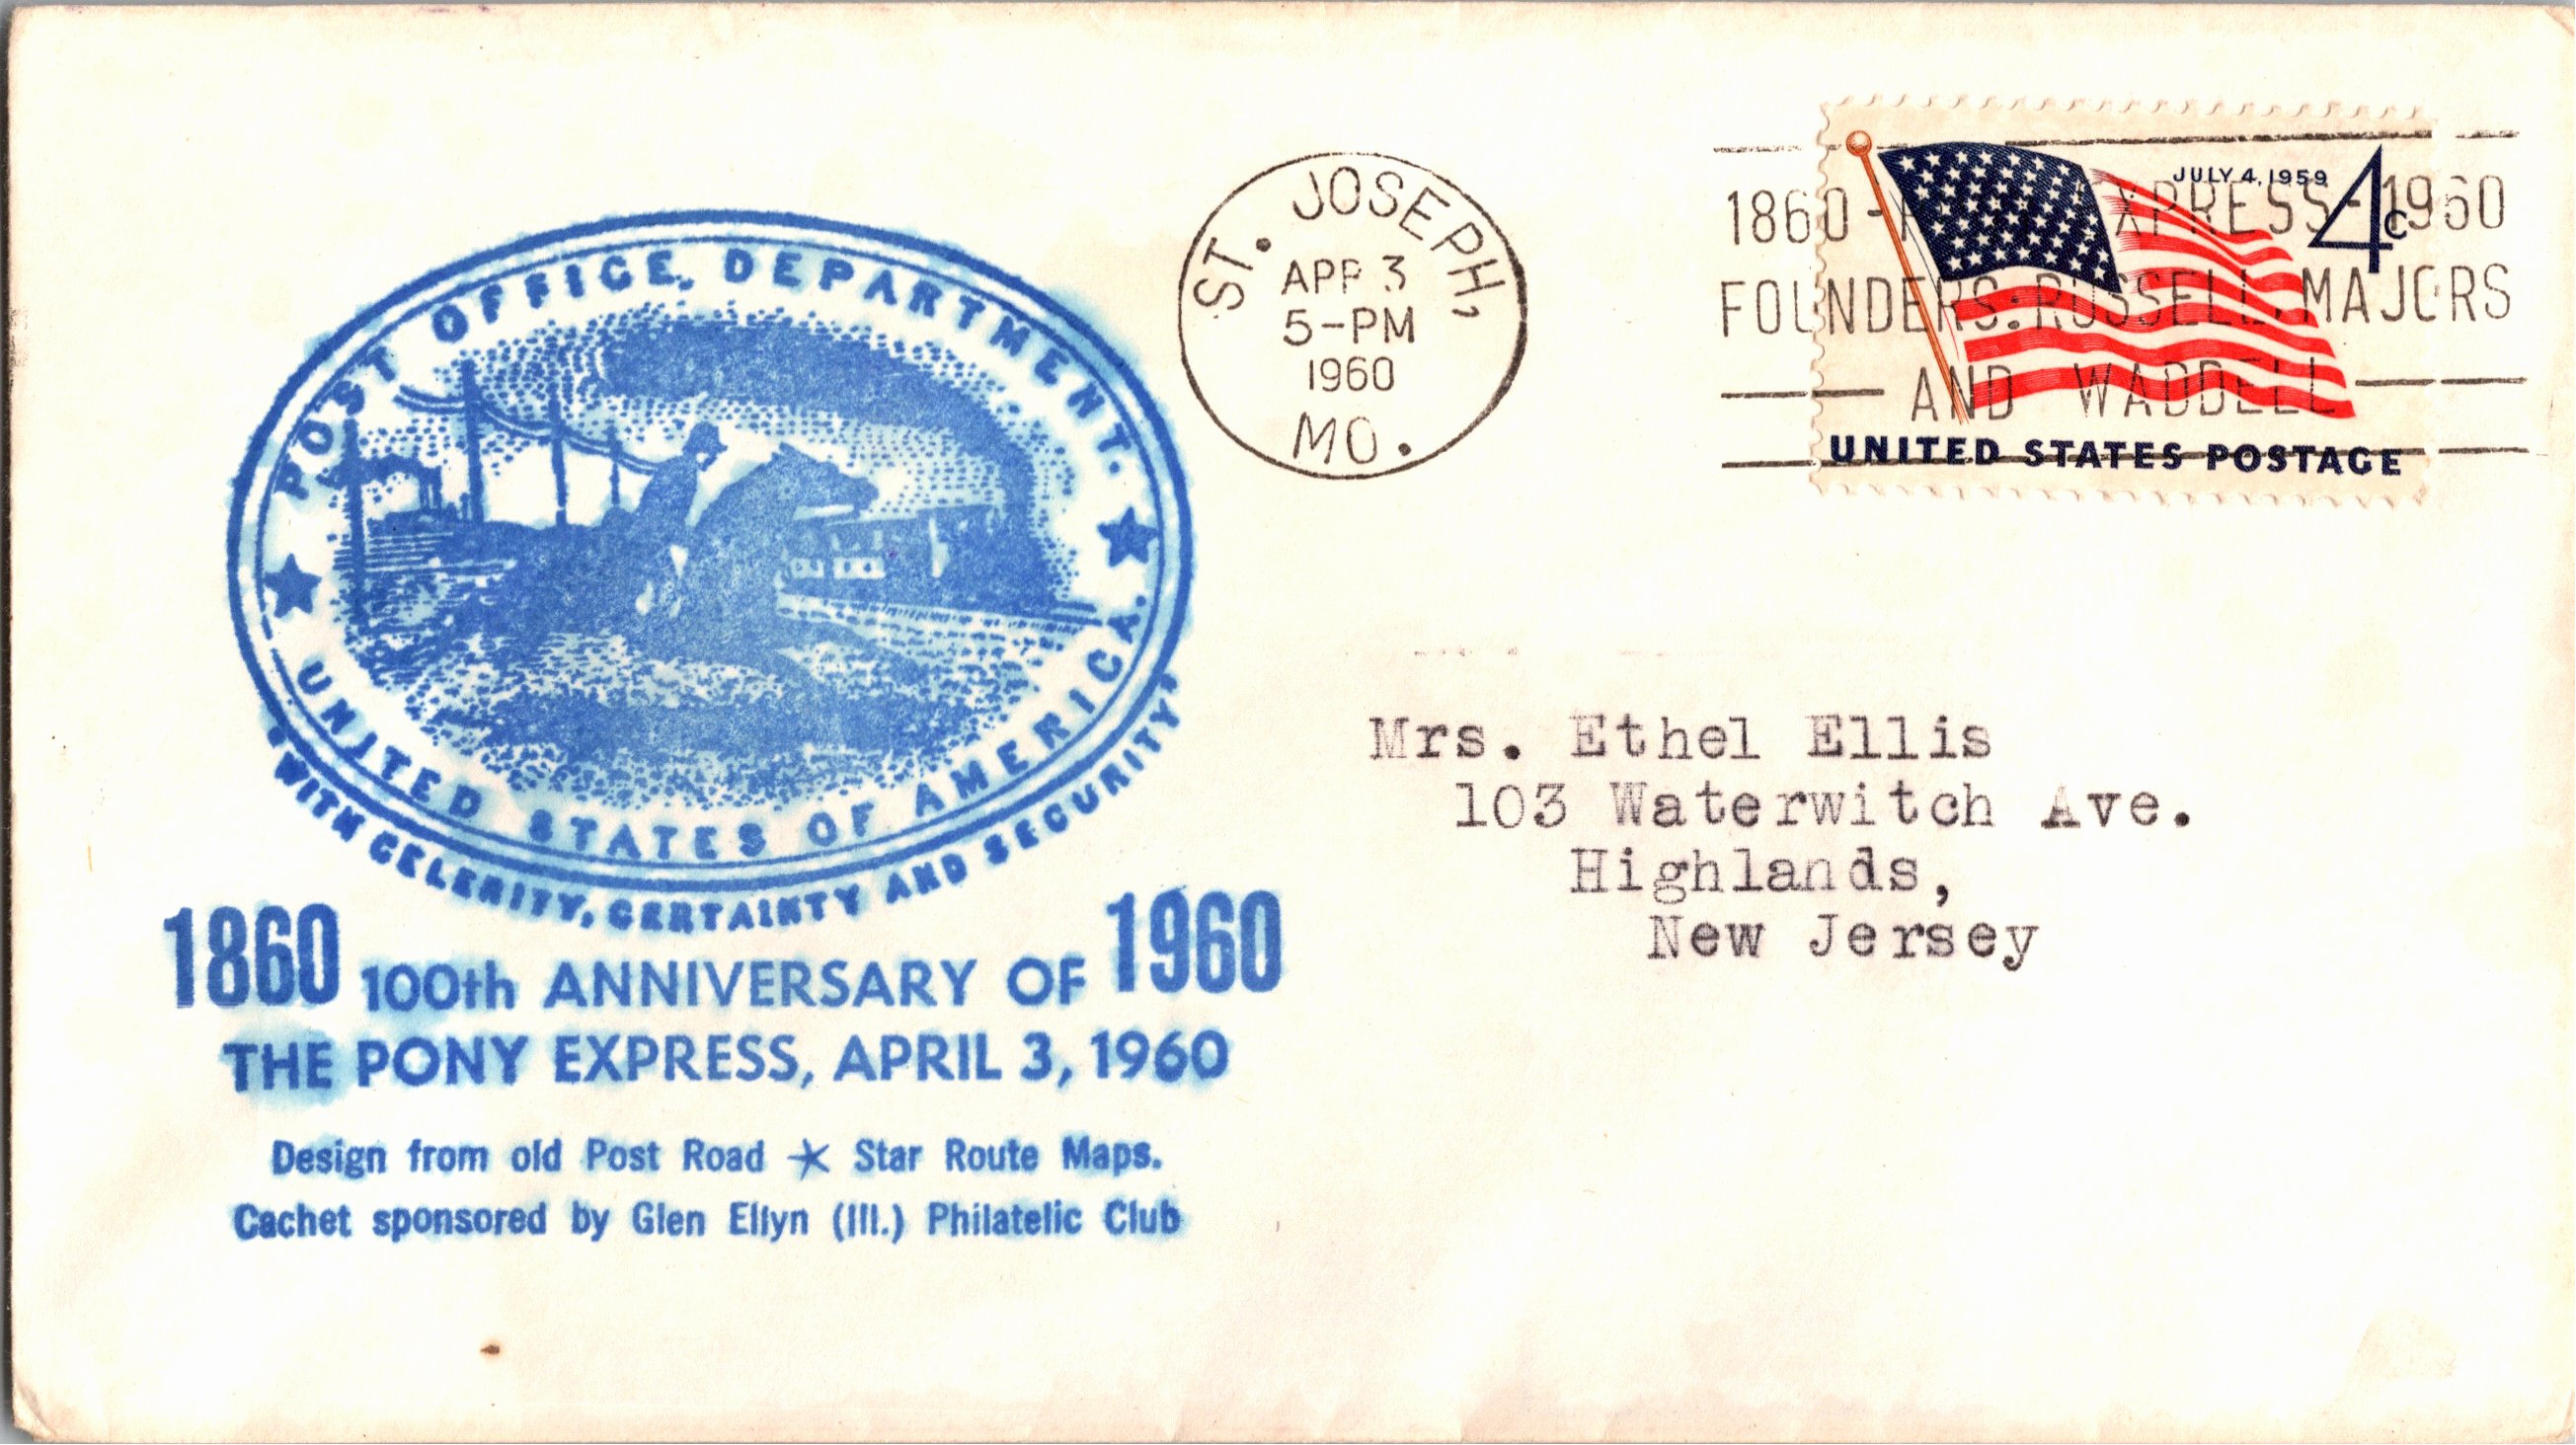 POST OFFICE DEPARTMENT.
UNITED STATES OF AMERICA.
"WITH CELERITY, CERTAINTY AND SECURITY"
1860 100th ANNIVERSARY OF 1960
THE PONY EXPRESS, APRIL 3, 1960
Design from old Post Road ★ Star Route Maps.
Cachet sponsored by Glen Ellyn (Ill.) Philatelic Club
ST. JOSEPH,
APR 3
5-PM
1960
MO.
1860- EXPRESS-1960
FOUNDERS: RUSSELL, MAJORS
AND WADDELL
JULY 4, 1959
4c
UNITED STATES POSTAGE
Mrs. Ethel Ellis
103 Waterwitch Ave.
Highlands,
New Jersey